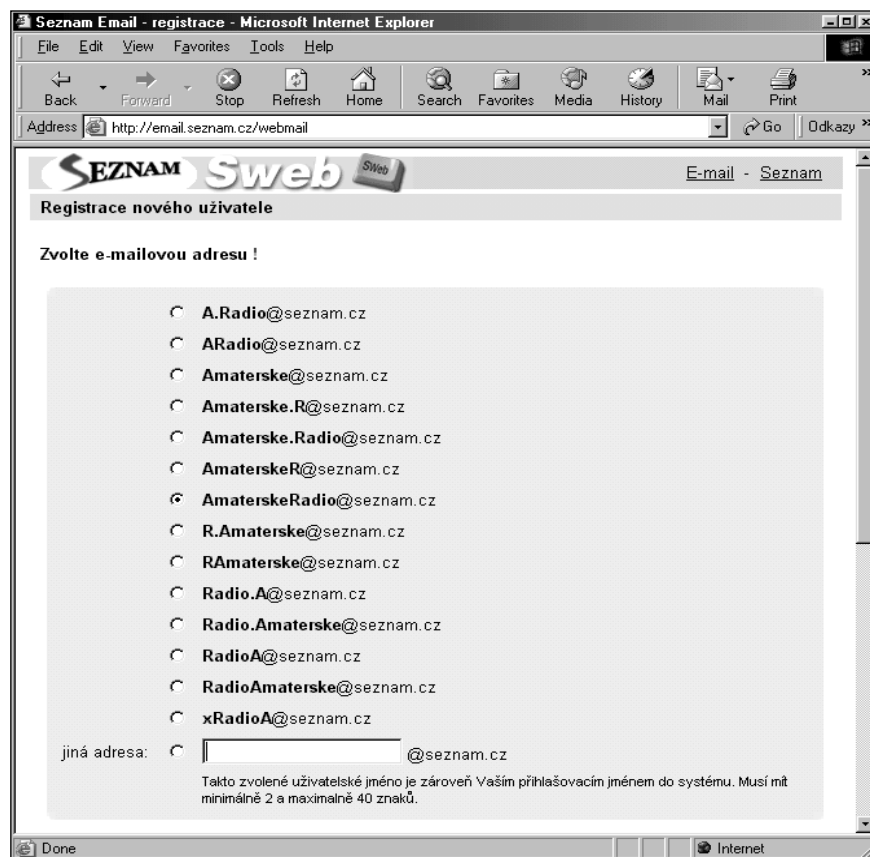 Seznam Email - registrace - Microsoft Internet Explorer
File Edit View Favorites Tools Help
Back Forward Stop Refresh Home Search Favorites Media History Mail Print »
Address http://email.seznam.cz/webmail Go Odkazy »
SEZNAM Sweb SWeb E-mail - Seznam
Registrace nového uživatele
Zvolte e-mailovou adresu !
A.Radio@seznam.cz
ARadio@seznam.cz
Amaterske@seznam.cz
Amaterske.R@seznam.cz
Amaterske.Radio@seznam.cz
AmaterskeR@seznam.cz
AmaterskeRadio@seznam.cz
R.Amaterske@seznam.cz
RAmaterske@seznam.cz
Radio.A@seznam.cz
Radio.Amaterske@seznam.cz
RadioA@seznam.cz
RadioAmaterske@seznam.cz
xRadioA@seznam.cz
jiná adresa: @seznam.cz
Takto zvolené uživatelské jméno je zároveň Vaším přihlašovacím jménem do systému. Musí mít
minimálně 2 a maximalně 40 znaků.
Done Internet